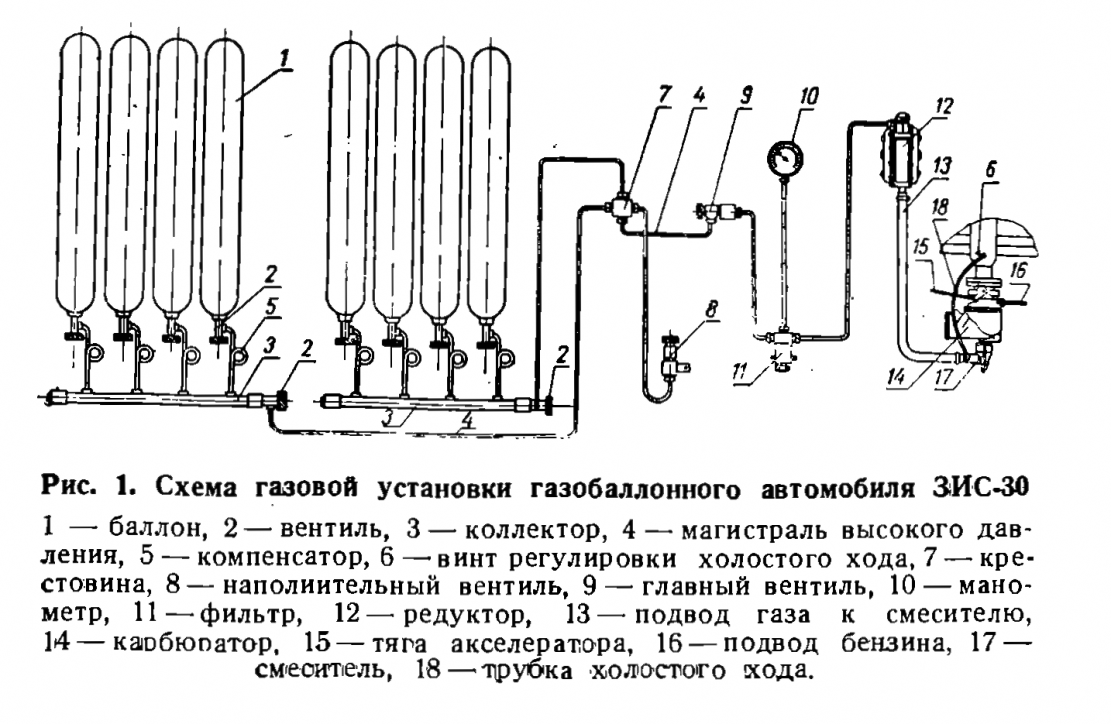 1
7 4 9 10 12
13
6
18
15
16
2
5
3 2
8
2
11
14 17
3 4
Рис. 1. Схема газовой установки газобаллонного автомобиля ЗИС-30
1 — баллон, 2 — вентиль, 3 — коллектор, 4 — магистраль высокого дав-
ления, 5 — компенсатор, 6 — винт регулировки холостого хода, 7 — кре-
стовина, 8 — наполнительный вентиль, 9 — главный вентиль, 10 — мано-
метр, 11 — фильтр, 12 — редуктор, 13 — подвод газа к смесителю,
14 — карбюратор, 15 — тяга акселератора, 16 — подвод бензина, 17 —
смеситель, 18 — трубка холостого хода.